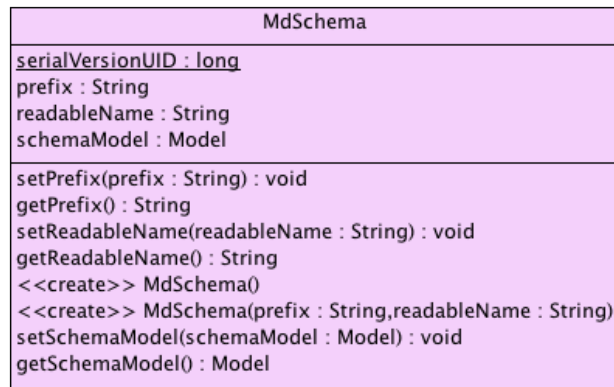 MdSchema
serialVersionUID : long
prefix : String
readableName : String
schemaModel : Model
setPrefix(prefix : String) : void
getPrefix() : String
setReadableName(readableName : String) : void
getReadableName() : String
<<create>> MdSchema()
<<create>> MdSchema(prefix : String,readableName : String)
setSchemaModel(schemaModel : Model) : void
getSchemaModel() : Model